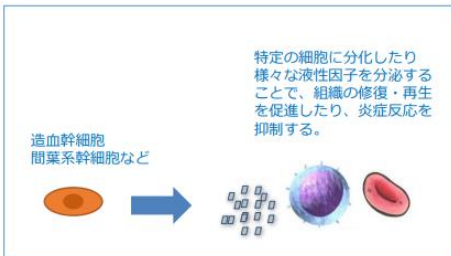 特定の細胞に分化したり
様々な液性因子を分泌する
ことで、組織の修復・再生
を促進したり、炎症反応を
抑制する。
造血幹細胞
間葉系幹細胞など